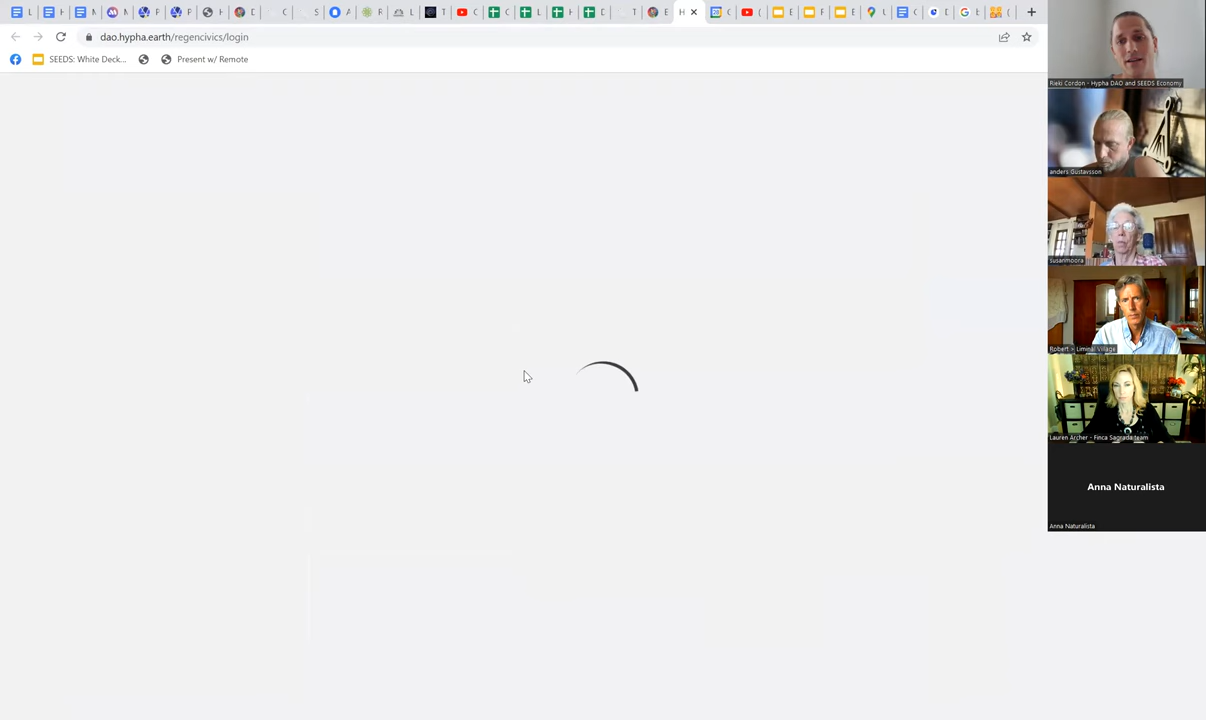 dao.hypha.earth/regencivics/login
SEEDS: White Deck...
Present w/ Remote
Rieki Cordon - Hypha DAO and SEEDS Economy
anders Gustavsson
susanmoora
Robert > Liminal Village
Lauren Archer - Finca Sagrada team
Anna Naturalista
Anna Naturalista